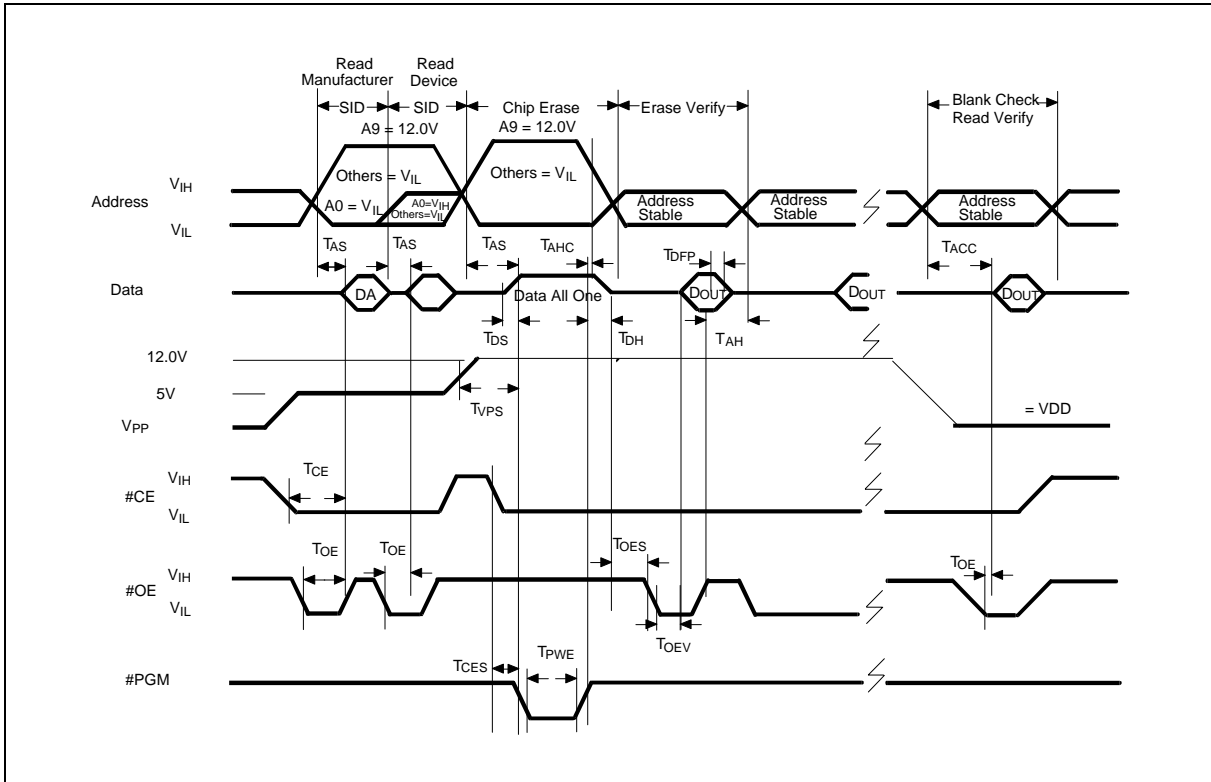 Read Manufacturer SID
Read Device SID
Chip Erase
Erase Verify
Blank Check Read Verify
A9 = 12.0V
A9 = 12.0V
Address
VIH
VIL
Others = VIL
A0 = VIL
A0=VIH
Others=VIL
Others = VIL
Address Stable
Address Stable
Address Stable
TAS
TAS
TAS
TAHC
TDFP
TACC
Data
DA
Data All One
DOUT
DOUT
DOUT
TDS
TDH
TAH
12.0V
5V
VPP
TVPS
= VDD
#CE
VIH
VIL
TCE
#OE
VIH
VIL
TOE
TOE
TOES
TOE
TOEV
#PGM
TCES
TPWE